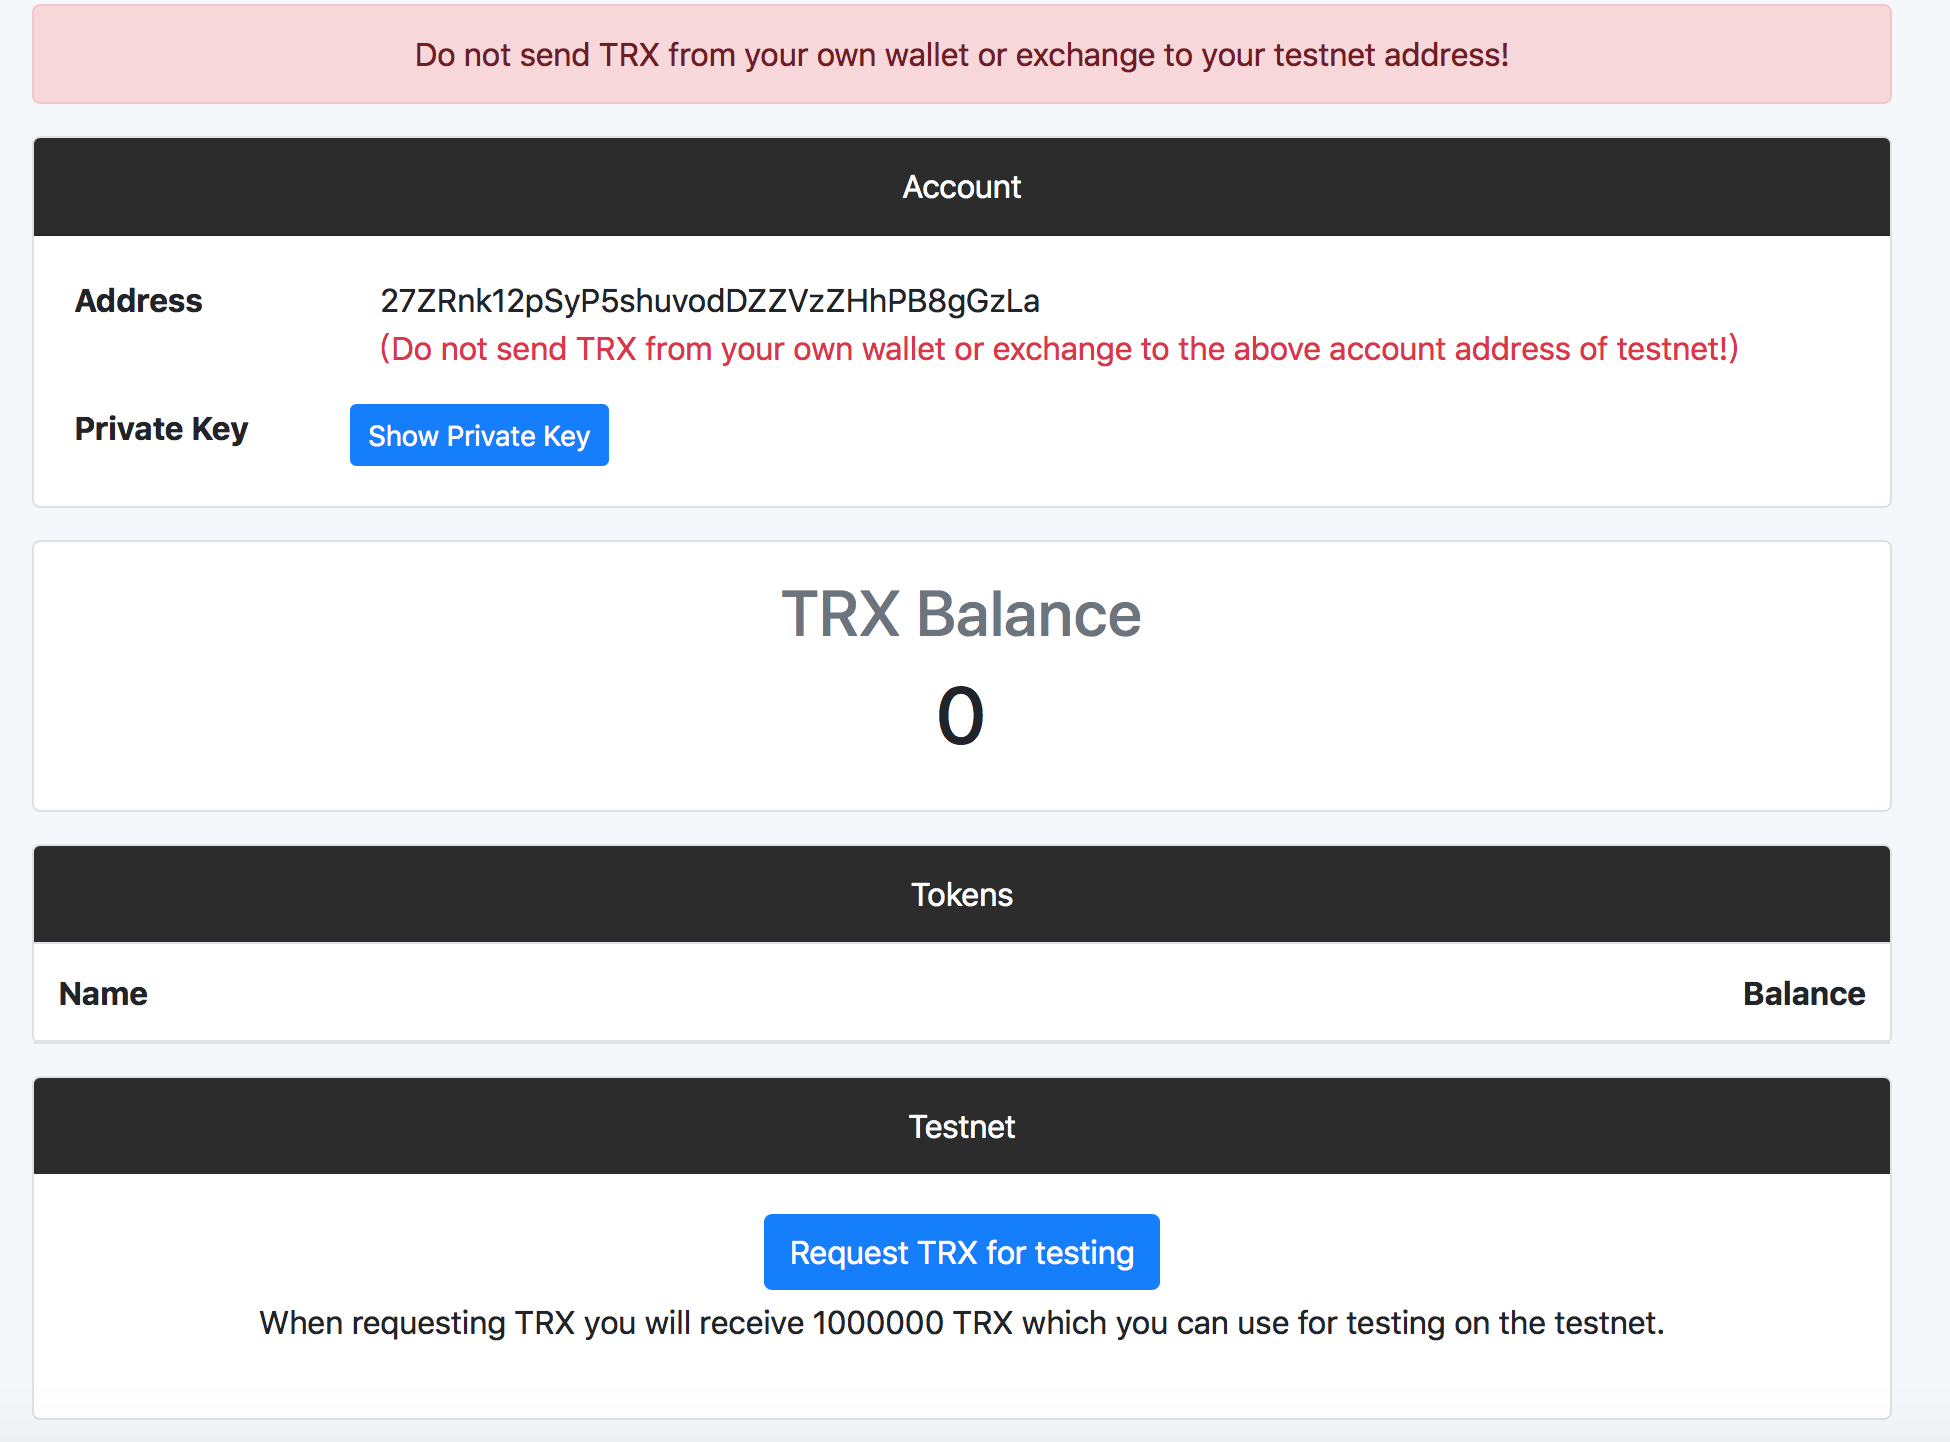 Do not send TRX from your own wallet or exchange to your testnet address!
Account
Address 27ZRnk12pSyP5shuvodDZZVzZHhPB8gGzLa
(Do not send TRX from your own wallet or exchange to the above account address of testnet!)
Private Key Show Private Key
TRX Balance
0
Tokens
Name Balance
Testnet
Request TRX for testing
When requesting TRX you will receive 1000000 TRX which you can use for testing on the testnet.